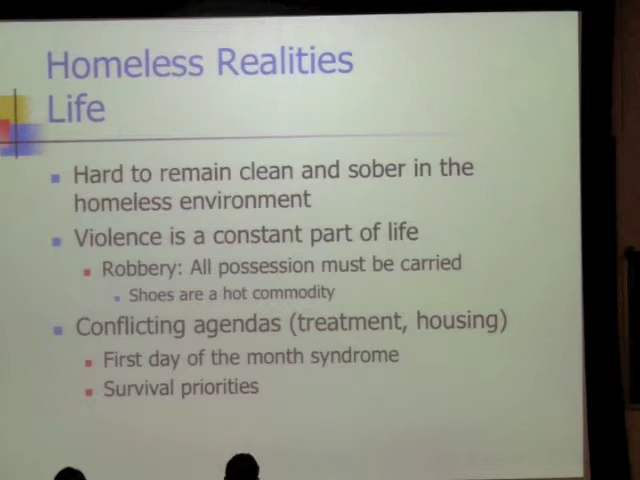 Homeless Realities
Life
Hard to remain clean and sober in the
homeless environment
Violence is a constant part of life
Robbery: All possession must be carried
Shoes are a hot commodity
Conflicting agendas (treatment, housing)
First day of the month syndrome
Survival priorities